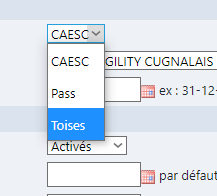 CAESC
CAESC
GILITY CUGNALAIS
Pass
ex : 31-12-
Toises
Activés
par défaut